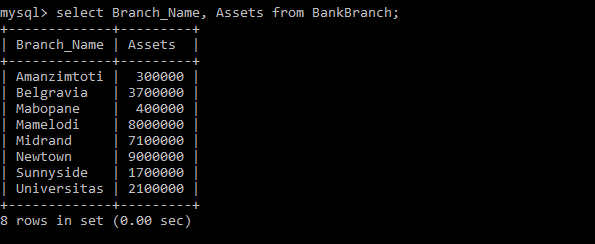 mysql> select Branch_Name, Assets from BankBranch;
+-------------+---------+
| Branch_Name | Assets  |
+-------------+---------+
| Amanzimtoti |  300000 |
| Belgravia   | 3700000 |
| Mabopane    |  400000 |
| Mamelodi    | 8000000 |
| Midrand     | 7100000 |
| Newtown     | 9000000 |
| Sunnyside   | 1700000 |
| Universitas | 2100000 |
+-------------+---------+
8 rows in set (0.00 sec)